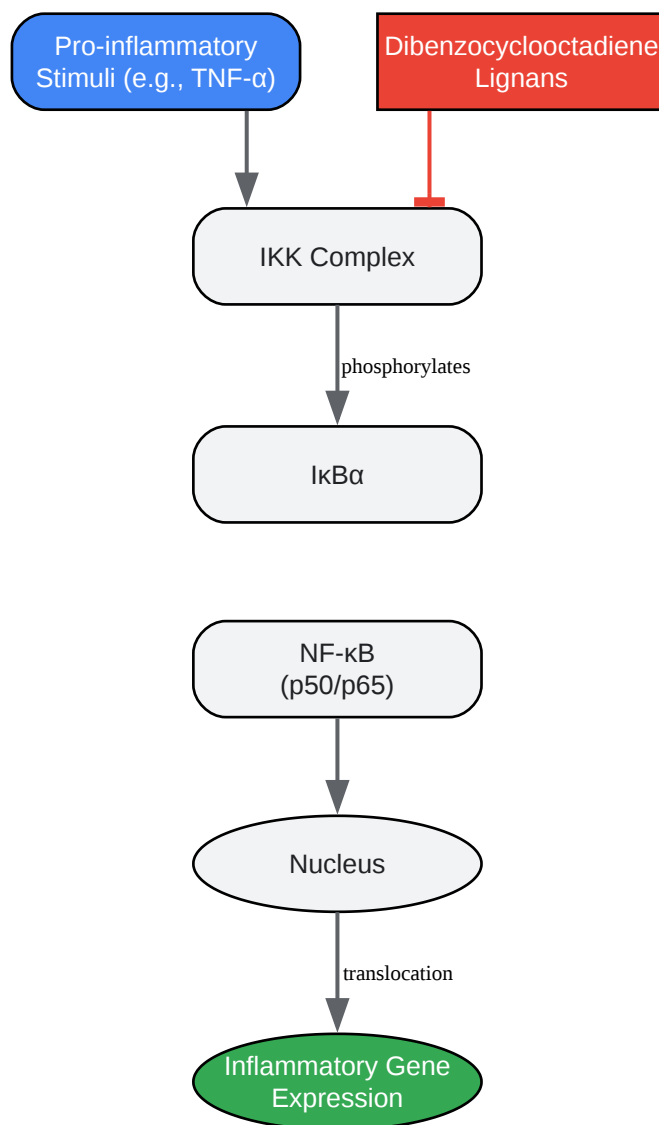 Pro-inflammatory
Stimuli (e.g., TNF-α)
Dibenzocyclooctadiene
Lignans
IKK Complex
phosphorylates
IκBα
NF-κB
(p50/p65)
Nucleus
translocation
Inflammatory Gene
Expression